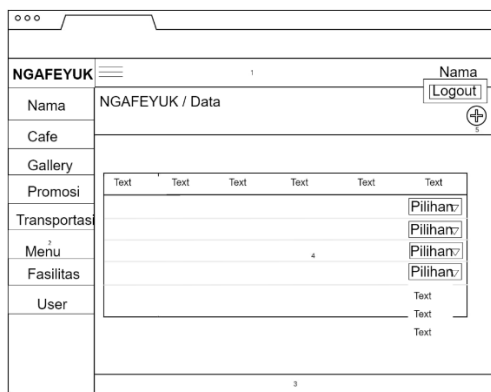 NGAFEYUK
1
Nama
Logout
Nama
NGAFEYUK / Data
5
Cafe
Gallery
Promosi
Text Text Text Text Text Text
Transportasi
Pilihan
Pilihan
2
Menu
4
Pilihan
Fasilitas
Pilihan
User
Text
Text
Text
3